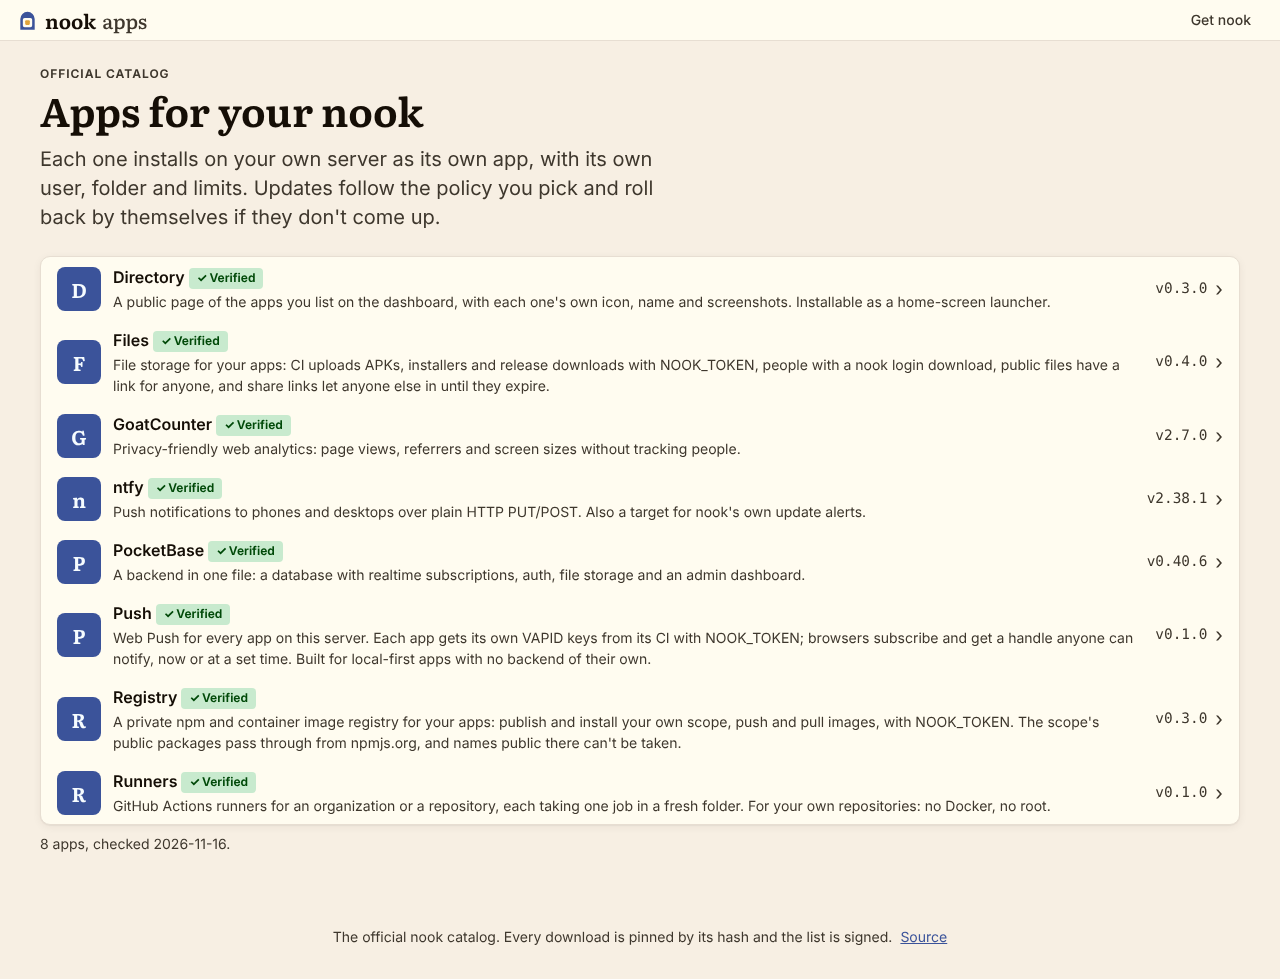 nook apps
Get nook
OFFICIAL CATALOG
Apps for your nook
Each one installs on your own server as its own app, with its own
user, folder and limits. Updates follow the policy you pick and roll
back by themselves if they don't come up.
D
Directory ✓ Verified
A public page of the apps you list on the dashboard, with each one's own icon, name and screenshots. Installable as a home-screen launcher.
v0.3.0 ›
F
Files ✓ Verified
File storage for your apps: CI uploads APKs, installers and release downloads with NOOK_TOKEN, people with a nook login download, public files have a
link for anyone, and share links let anyone else in until they expire.
v0.4.0 ›
G
GoatCounter ✓ Verified
Privacy-friendly web analytics: page views, referrers and screen sizes without tracking people.
v2.7.0 ›
n
ntfy ✓ Verified
Push notifications to phones and desktops over plain HTTP PUT/POST. Also a target for nook's own update alerts.
v2.38.1 ›
P
PocketBase ✓ Verified
A backend in one file: a database with realtime subscriptions, auth, file storage and an admin dashboard.
v0.40.6 ›
P
Push ✓ Verified
Web Push for every app on this server. Each app gets its own VAPID keys from its CI with NOOK_TOKEN; browsers subscribe and get a handle anyone can
notify, now or at a set time. Built for local-first apps with no backend of their own.
v0.1.0 ›
R
Registry ✓ Verified
A private npm and container image registry for your apps: publish and install your own scope, push and pull images, with NOOK_TOKEN. The scope's
public packages pass through from npmjs.org, and names public there can't be taken.
v0.3.0 ›
R
Runners ✓ Verified
GitHub Actions runners for an organization or a repository, each taking one job in a fresh folder. For your own repositories: no Docker, no root.
v0.1.0 ›
8 apps, checked 2026-11-16.
The official nook catalog. Every download is pinned by its hash and the list is signed. Source